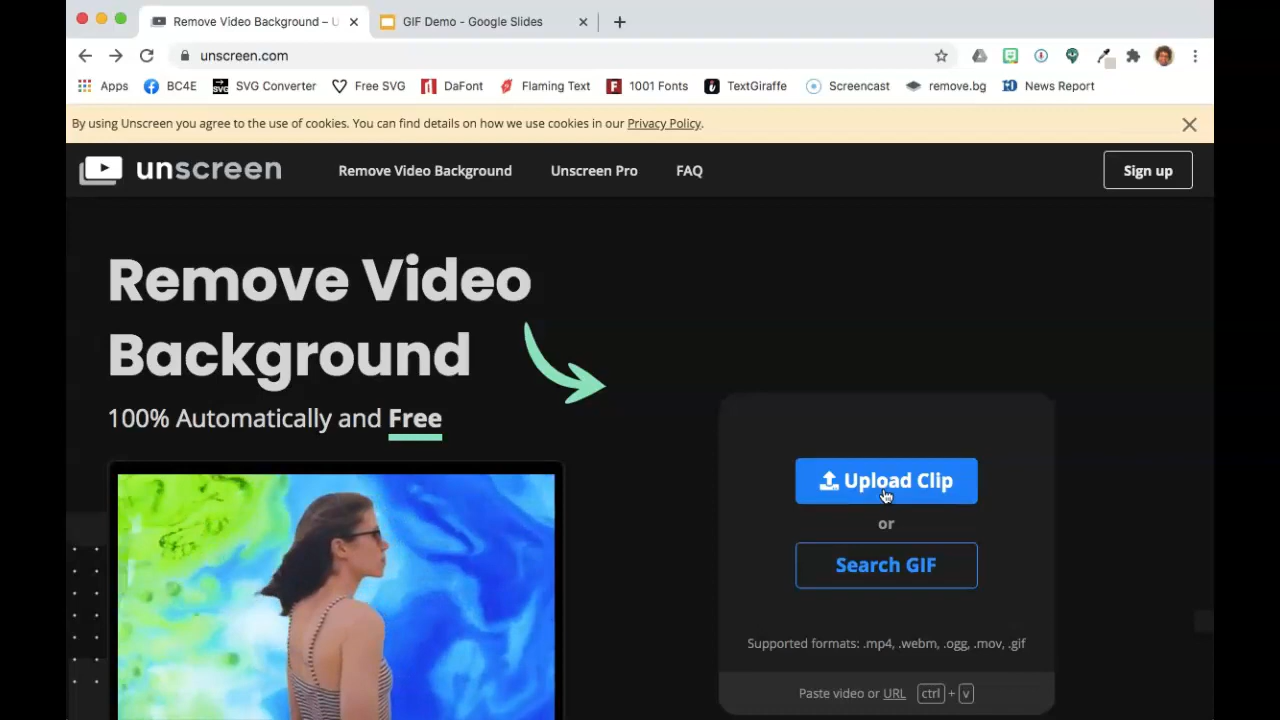 Remove Video Background – U
GIF Demo - Google Slides
unscreen.com
Apps
BC4E
SVG Converter
Free SVG
DaFont
Flaming Text
1001 Fonts
TextGiraffe
Screencast
remove.bg
News Report
By using Unscreen you agree to the use of cookies. You can find details on how we use cookies in our Privacy Policy.
unscreen
Remove Video Background
Unscreen Pro
FAQ
Sign up
Remove Video
Background
100% Automatically and Free
Upload Clip
or
Search GIF
Supported formats: .mp4, .webm, .ogg, .mov, .gif
Paste video or URL ctrl + v